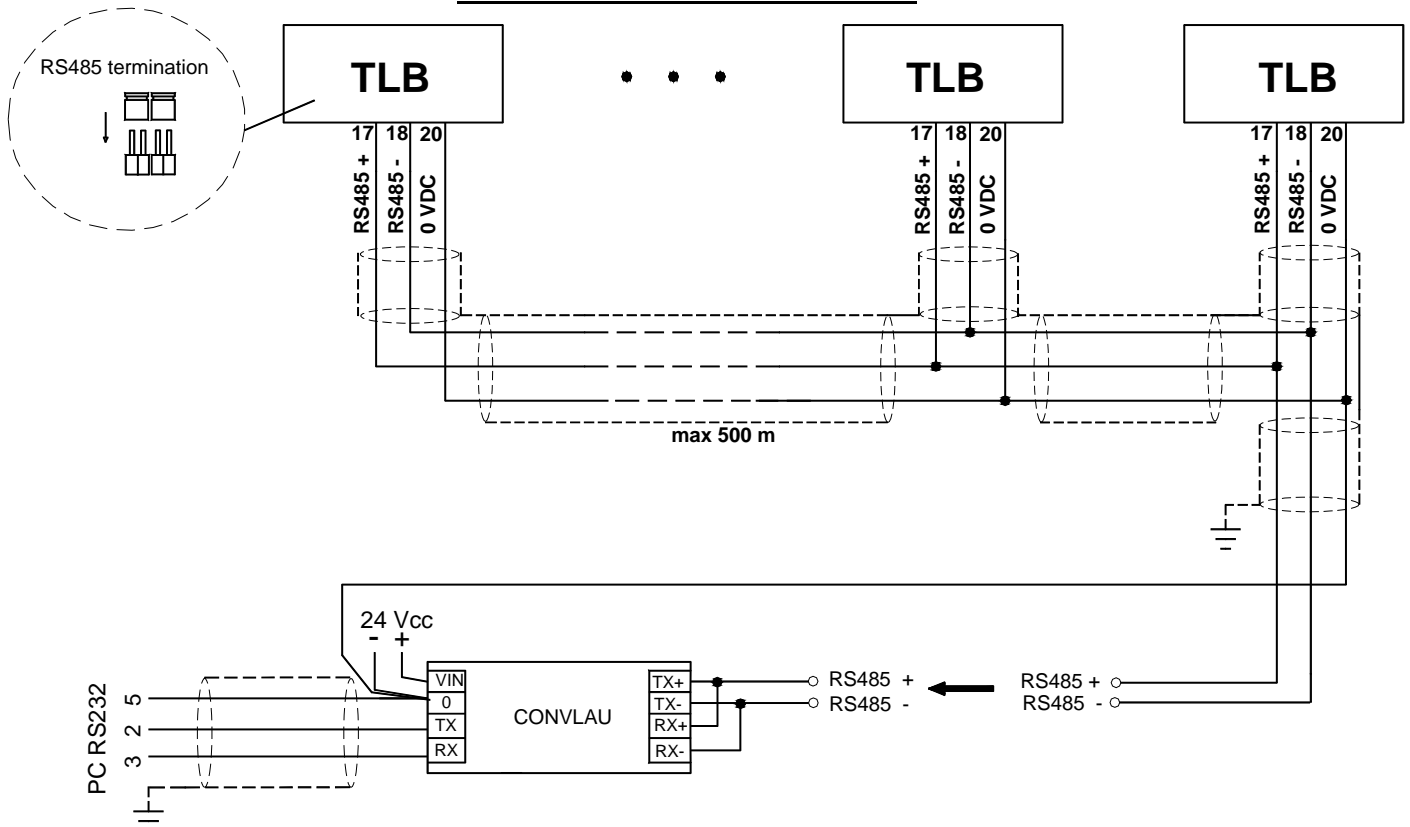 RS485 termination
TLB
TLB
TLB
17 18 20
17 18 20
17 18 20
RS485 +
RS485 -
0 VDC
RS485 +
RS485 -
0 VDC
RS485 +
RS485 -
0 VDC
max 500 m
24 Vcc
- +
PC RS232
5
2
3
VIN
0
TX
RX
CONVLAU
TX+
TX-
RX+
RX-
RS485 +
RS485 -
RS485 +
RS485 -